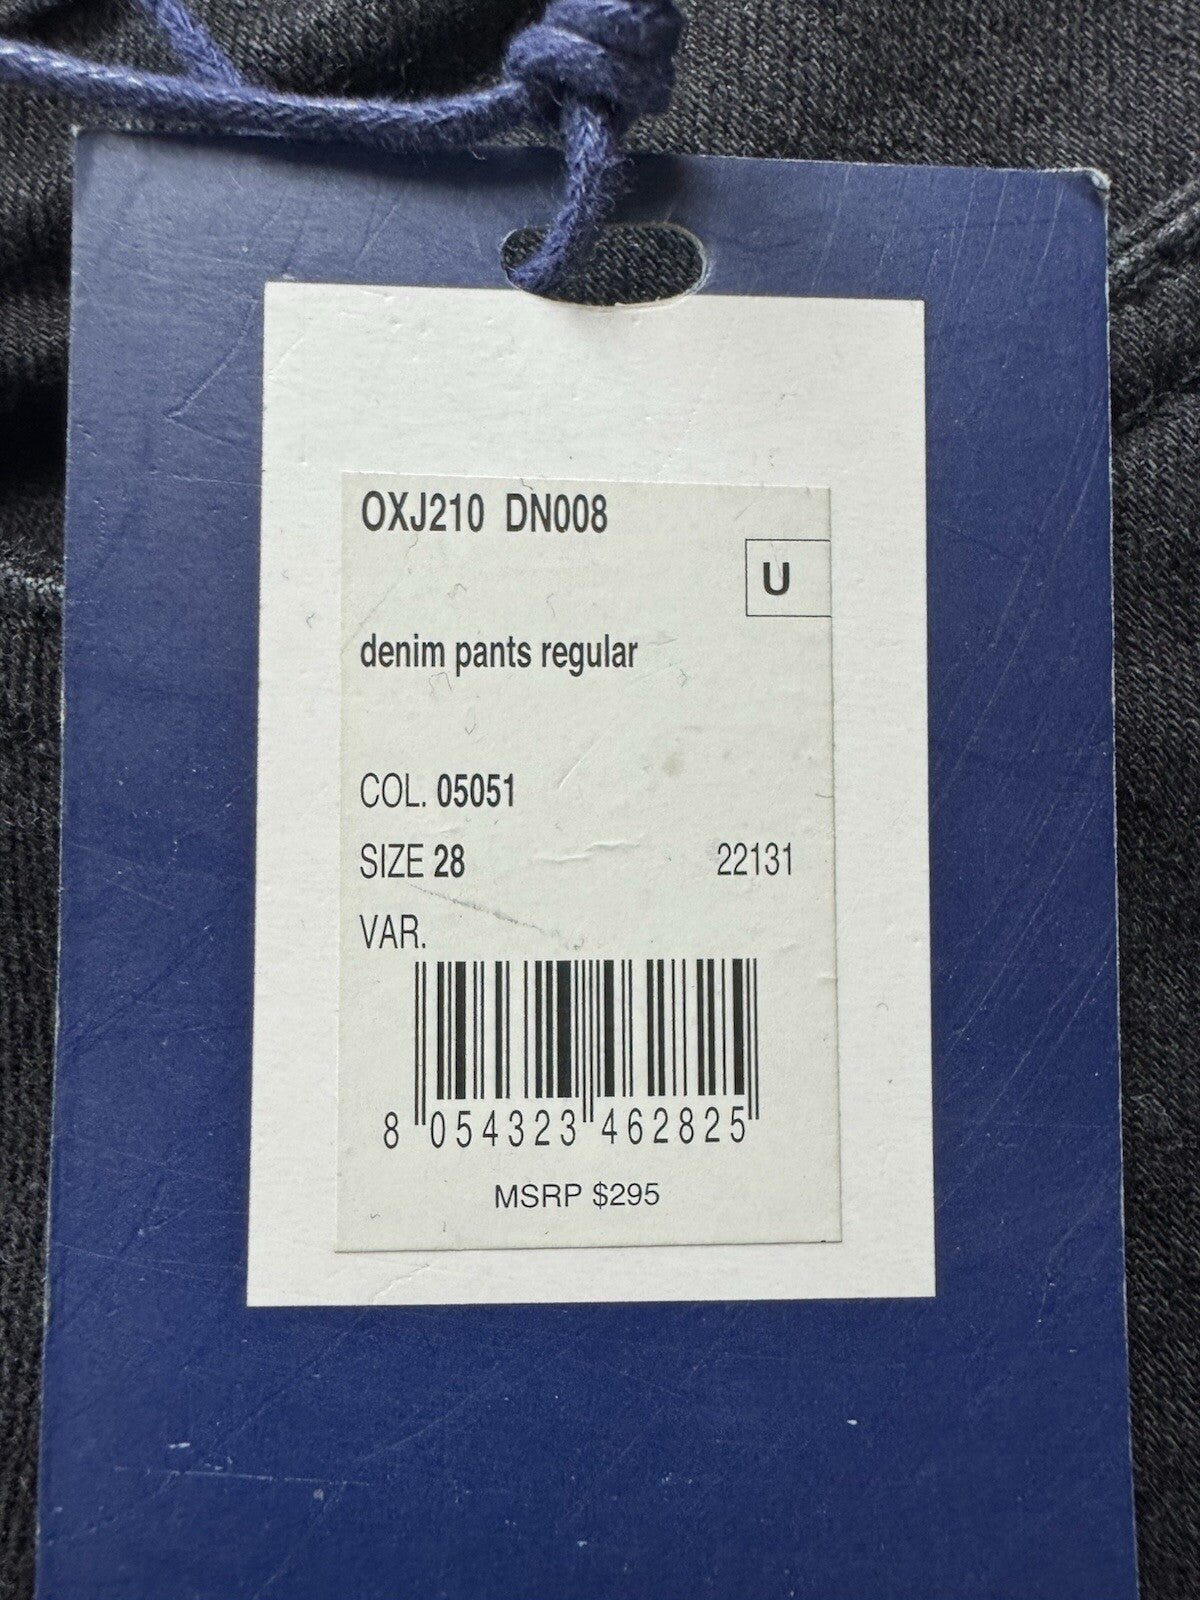 OXJ210 DN008
U
denim pants regular
COL. 05051
SIZE 28 22131
VAR.
8 054323 462825
MSRP $295